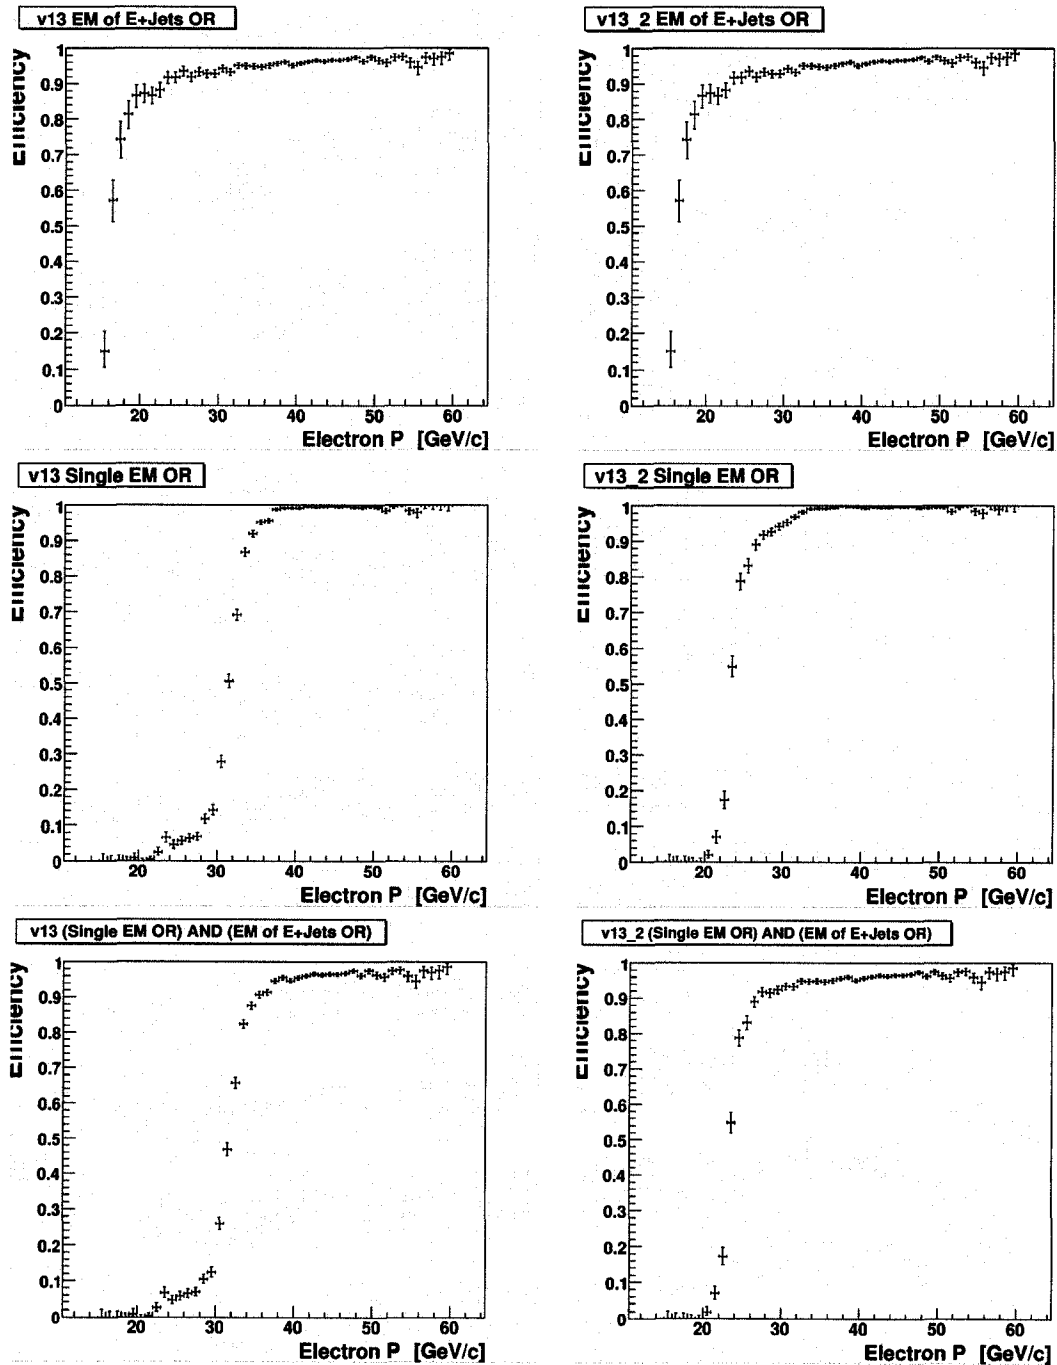 v13 EM of E+Jets OR
Efficiency
1
0.9
0.8
0.7
0.6
0.5
0.4
0.3
0.2
0.1
0
20 30 40 50 60
Electron P [GeV/c]
v13_2 EM of E+Jets OR
Efficiency
1
0.9
0.8
0.7
0.6
0.5
0.4
0.3
0.2
0.1
0
20 30 40 50 60
Electron P [GeV/c]
v13 Single EM OR
Efficiency
1
0.9
0.8
0.7
0.6
0.5
0.4
0.3
0.2
0.1
0
20 30 40 50 60
Electron P [GeV/c]
v13_2 Single EM OR
Efficiency
1
0.9
0.8
0.7
0.6
0.5
0.4
0.3
0.2
0.1
0
20 30 40 50 60
Electron P [GeV/c]
v13 (Single EM OR) AND (EM of E+Jets OR)
Efficiency
1
0.9
0.8
0.7
0.6
0.5
0.4
0.3
0.2
0.1
0
20 30 40 50 60
Electron P [GeV/c]
v13_2 (Single EM OR) AND (EM of E+Jets OR)
Efficiency
1
0.9
0.8
0.7
0.6
0.5
0.4
0.3
0.2
0.1
0
20 30 40 50 60
Electron P [GeV/c]